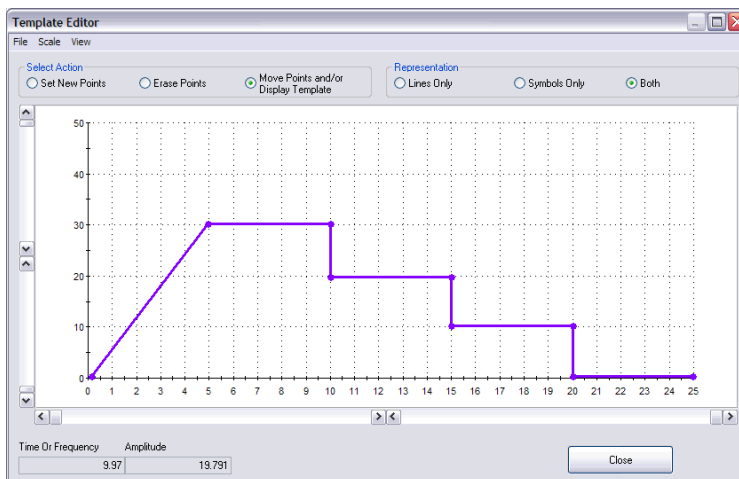 Template Editor
File Scale View
Select Action
Set New Points
Erase Points
Move Points and/or
Display Template
Representation
Lines Only
Symbols Only
Both
50
40
30
20
10
0
0 1 2 3 4 5 6 7 8 9 10 11 12 13 14 15 16 17 18 19 20 21 22 23 24 25
Time Or Frequency Amplitude
9.97 19.791
Close